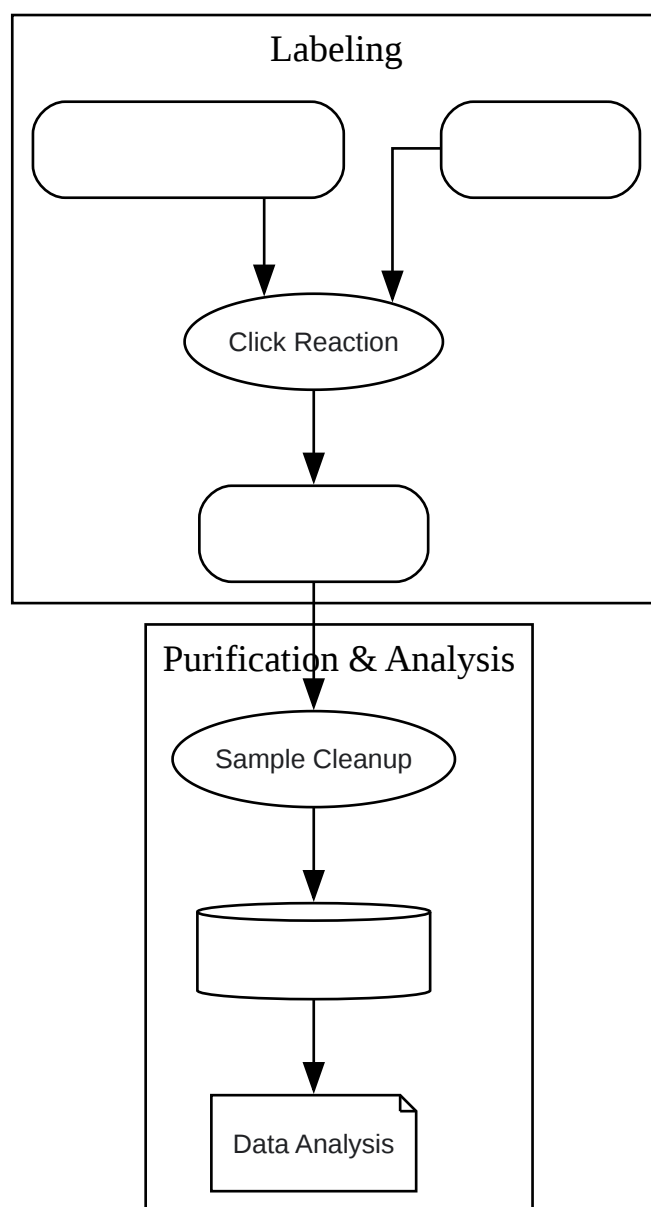 Labeling
Click Reaction
Purification & Analysis
Sample Cleanup
Data Analysis